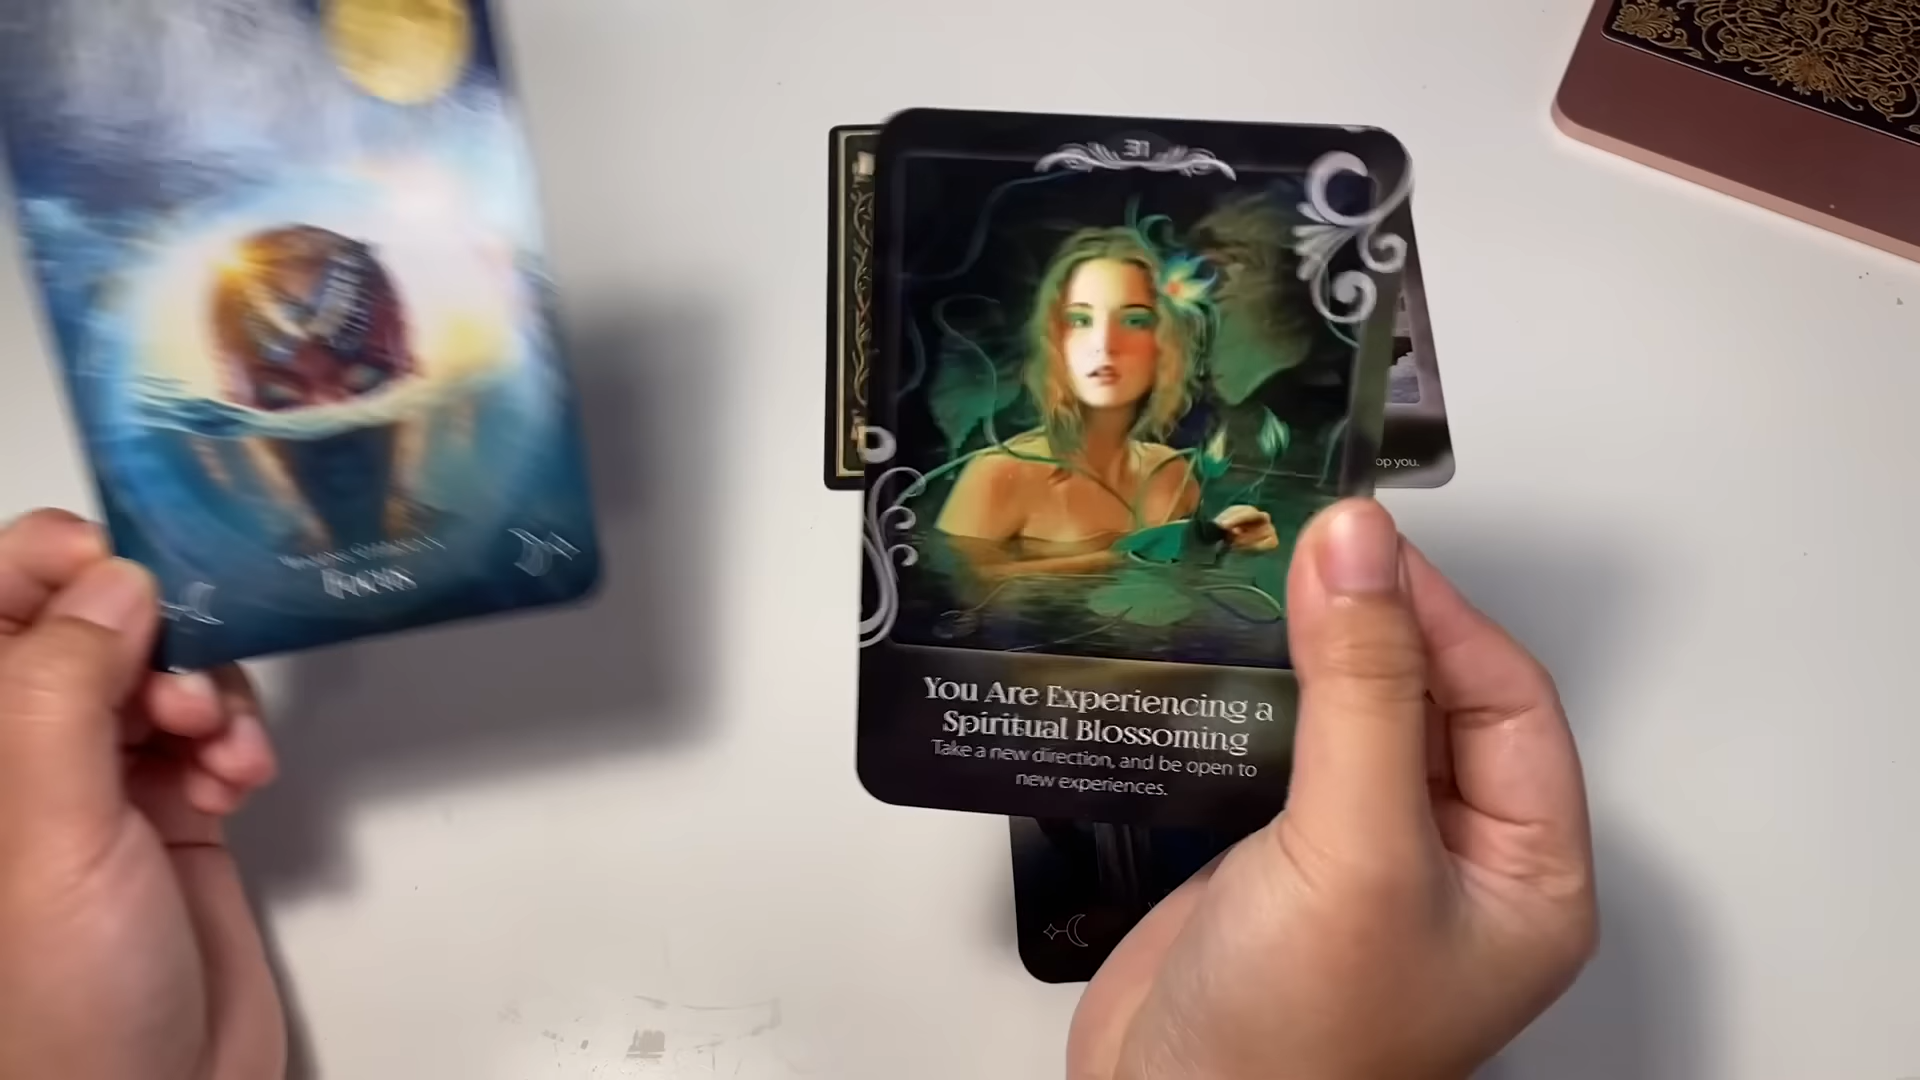 31
You Are Experiencing a
Spiritual Blossoming
Take a new direction, and be open to
new experiences.
op you.